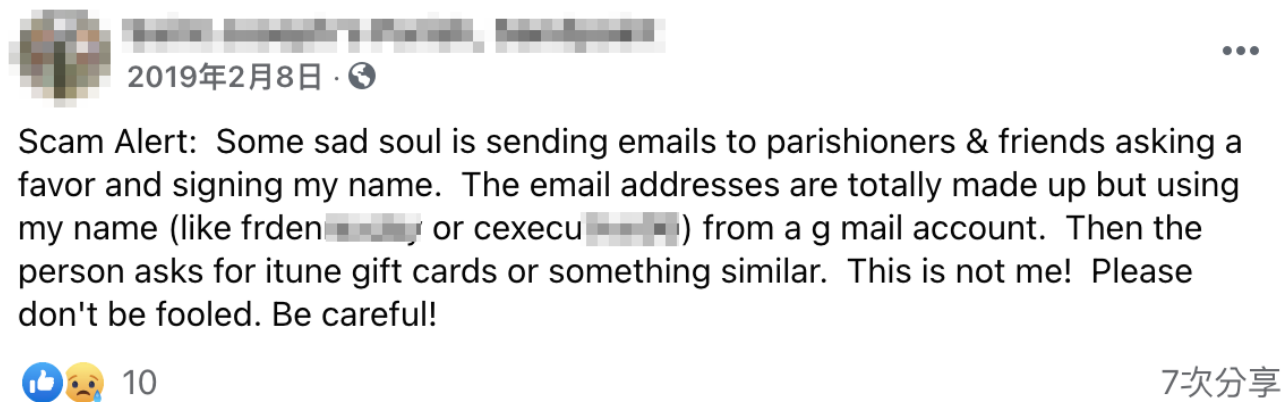 2019年2月8日 ·
Scam Alert:  Some sad soul is sending emails to parishioners & friends asking a
favor and signing my name.  The email addresses are totally made up but using
my name (like frden or cexecu) from a g mail account.  Then the
person asks for itune gift cards or something similar.  This is not me!  Please
don't be fooled. Be careful!
10
7次分享